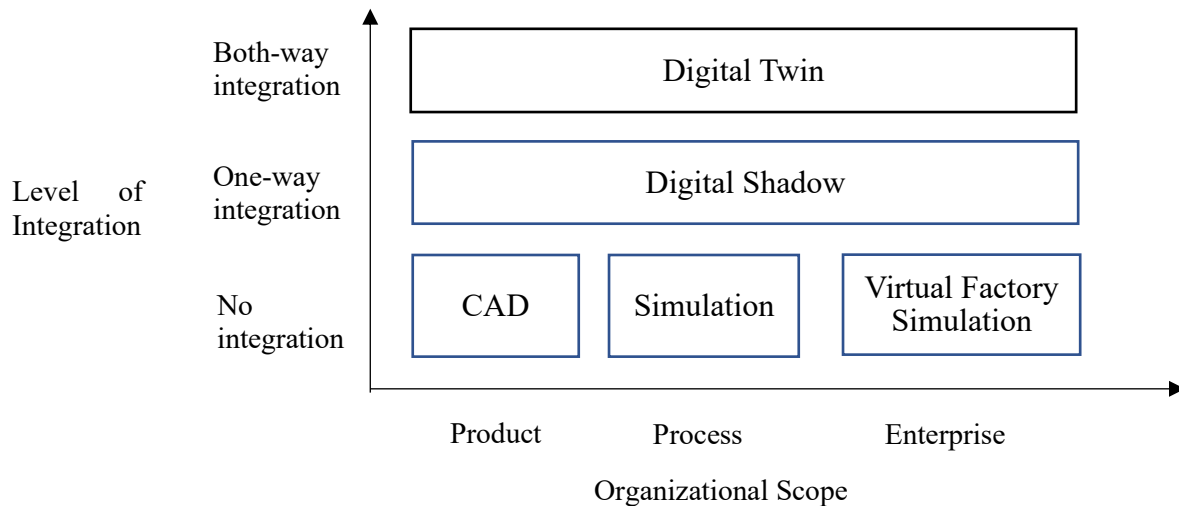 Both-way
integration
Digital Twin
Level of
Integration
One-way
integration
Digital Shadow
No
integration
CAD
Simulation
Virtual Factory
Simulation
Product
Process
Enterprise
Organizational Scope